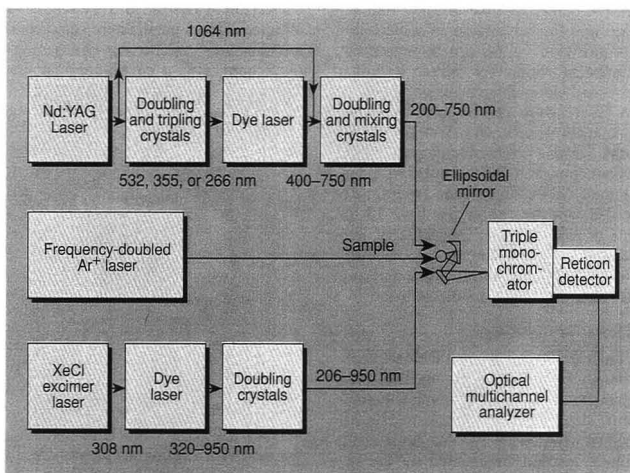 1064 nm
Nd:YAG
Laser
Doubling
and tripling
crystals
Dye laser
Doubling
and mixing
crystals
200–750 nm
532, 355, or 266 nm
400–750 nm
Ellipsoidal
mirror
Frequency-doubled
Ar+ laser
Sample
Triple
mono-
chrom-
ator
Reticon
detector
XeCl
excimer
laser
Dye
laser
Doubling
crystals
206–950 nm
308 nm
320–950 nm
Optical
multichannel
analyzer